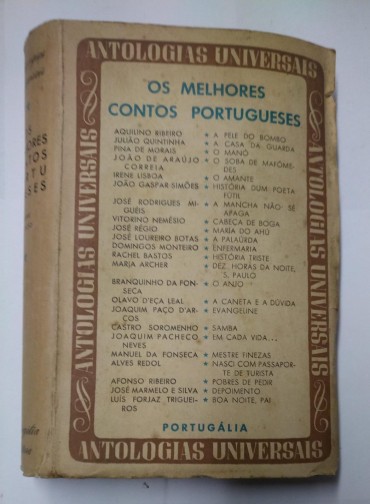 ANTOLOGIAS UNIVERSAIS
OS MELHORES
CONTOS PORTUGUESES
AQUILINO RIBEIRO ★ A PELE DO BOMBO
JULIÃO QUINTINHA ★ A CASA DA GUARDA
PINA DE MORAIS ★ O MANO
JOÃO DE ARAÚJO ★ O SOBA DE MAFÓME-
CORREIA DES
IRENE LISBOA ★ O AMANTE
JOÃO GASPAR SIMÕES ★ HISTÓRIA DUM POETA
FÚTIL
JOSÉ RODRIGUES MI- ★ A MANCHA NÃO SE
GUÉIS APAGA
VITORINO NEMÉSIO ★ CABEÇA DE BOGA
JOSÉ RÉGIO ★ MARIA DO AHÚ
JOSÉ LOUREIRO BOTAS ★ A PALAÚRDA
DOMINGOS MONTEIRO ★ ENFERMARIA
RACHEL BASTOS ★ HISTÓRIA TRISTE
MARIA ARCHER ★ DEZ HORAS DA NOITE,
S. PAULO
BRANQUINHO DA FON- ★ O ANJO
SECA
OLAVO D'EÇA LEAL ★ A CANETA E A DÚVIDA
JOAQUIM PAÇO D'AR- ★ EVANGELINE
COS
CASTRO SOROMENHO ★ SAMBA
JOAQUIM PACHECO ★ EM CADA VIDA...
NEVES
MANUEL DA FONSECA ★ MESTRE FINEZAS
ALVES REDOL ★ NASCI COM PASSAPOR-
TE DE TURISTA
AFONSO RIBEIRO ★ POBRES DE PEDIR
JOSÉ MARMELO E SILVA ★ DEPOIMENTO
LUÍS FORJAZ TRIGUEI- ★ BOA NOITE, PAI
ROS
PORTUGÁLIA
ANTOLOGIAS UNIVERSAIS
ANTOLOGIAS UNIVERSAIS
ANTOLOGIAS UNIVERSAIS